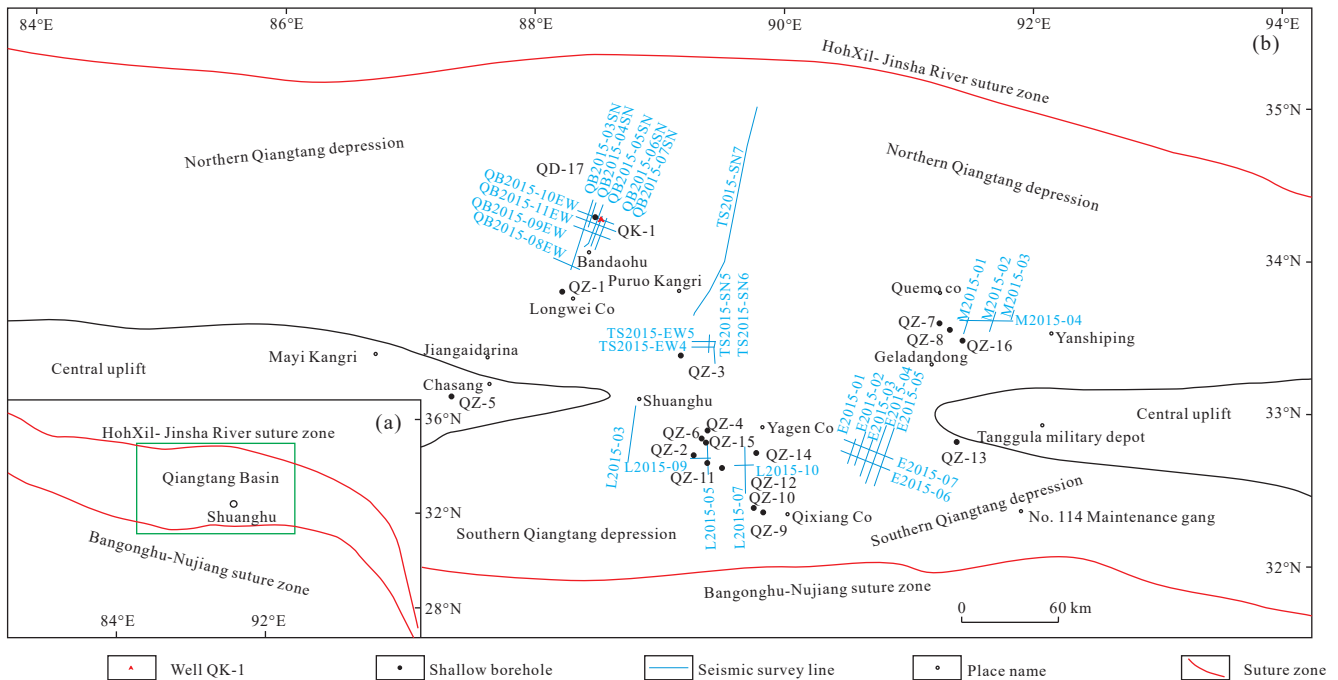 84°E
86°E
88°E
90°E
92°E
94°E
(b)
HohXil- Jinsha River suture zone
35°N
Northern Qiangtang depression
QD-17
QB2015-03SN
QB2015-04SN
QB2015-05SN
QB2015-06SN
QB2015-07SN
TS2015-SN7
Northern Qiangtang depression
QB2015-10EW
QB2015-11EW
QB2015-09EW
QB2015-08EW
QK-1
Bandaohu
34°N
Puruo Kangri
QZ-1
Longwei Co
Quemo co
M2015-01
M2015-02
M2015-03
M2015-04
TS2015-SN5
TS2015-SN6
TS2015-EW5
TS2015-EW4
QZ-3
QZ-7
QZ-8
QZ-16
Yanshiping
Geladandong
Mayi Kangri
Jiangaidarina
Central uplift
Chasang
QZ-5
Shuanghu
E2015-01
E2015-02
E2015-03
E2015-04
E2015-05
33°N
Central uplift
Tanggula military depot
QZ-13
QZ-4
QZ-6
QZ-15
QZ-2
Yagen Co
QZ-14
L2015-03
L2015-09
L2015-10
QZ-11
QZ-12
QZ-10
QZ-9
L2015-05
L2015-07
Qixiang Co
E2015-07
E2015-06
Southern Qiangtang depression
Southern Qiangtang depression
No. 114 Maintenance gang
32°N
Bangonghu-Nujiang suture zone
0
60 km
(a)
36°N
HohXil- Jinsha River suture zone
Qiangtang Basin
Shuanghu
32°N
Bangonghu-Nujiang suture zone
28°N
84°E
92°E
Well QK-1
Shallow borehole
Seismic survey line
Place name
Suture zone